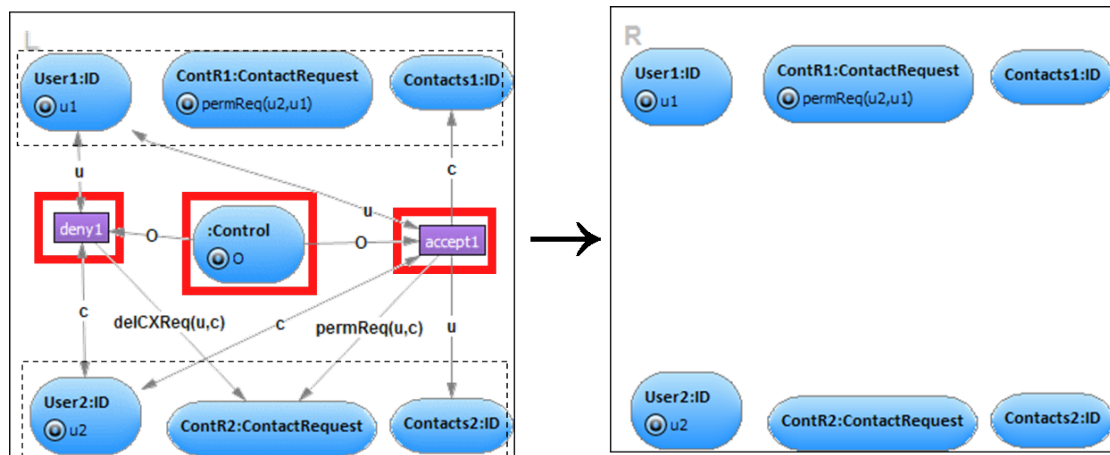 L
User1:ID
u1
ContR1:ContactRequest
permReq(u2,u1)
Contacts1:ID
u
c
deny1
O
:Control
O
O
u
accept1
c
delCXReq(u,c)
c
permReq(u,c)
u
User2:ID
u2
ContR2:ContactRequest
Contacts2:ID
R
User1:ID
u1
ContR1:ContactRequest
permReq(u2,u1)
Contacts1:ID
User2:ID
u2
ContR2:ContactRequest
Contacts2:ID